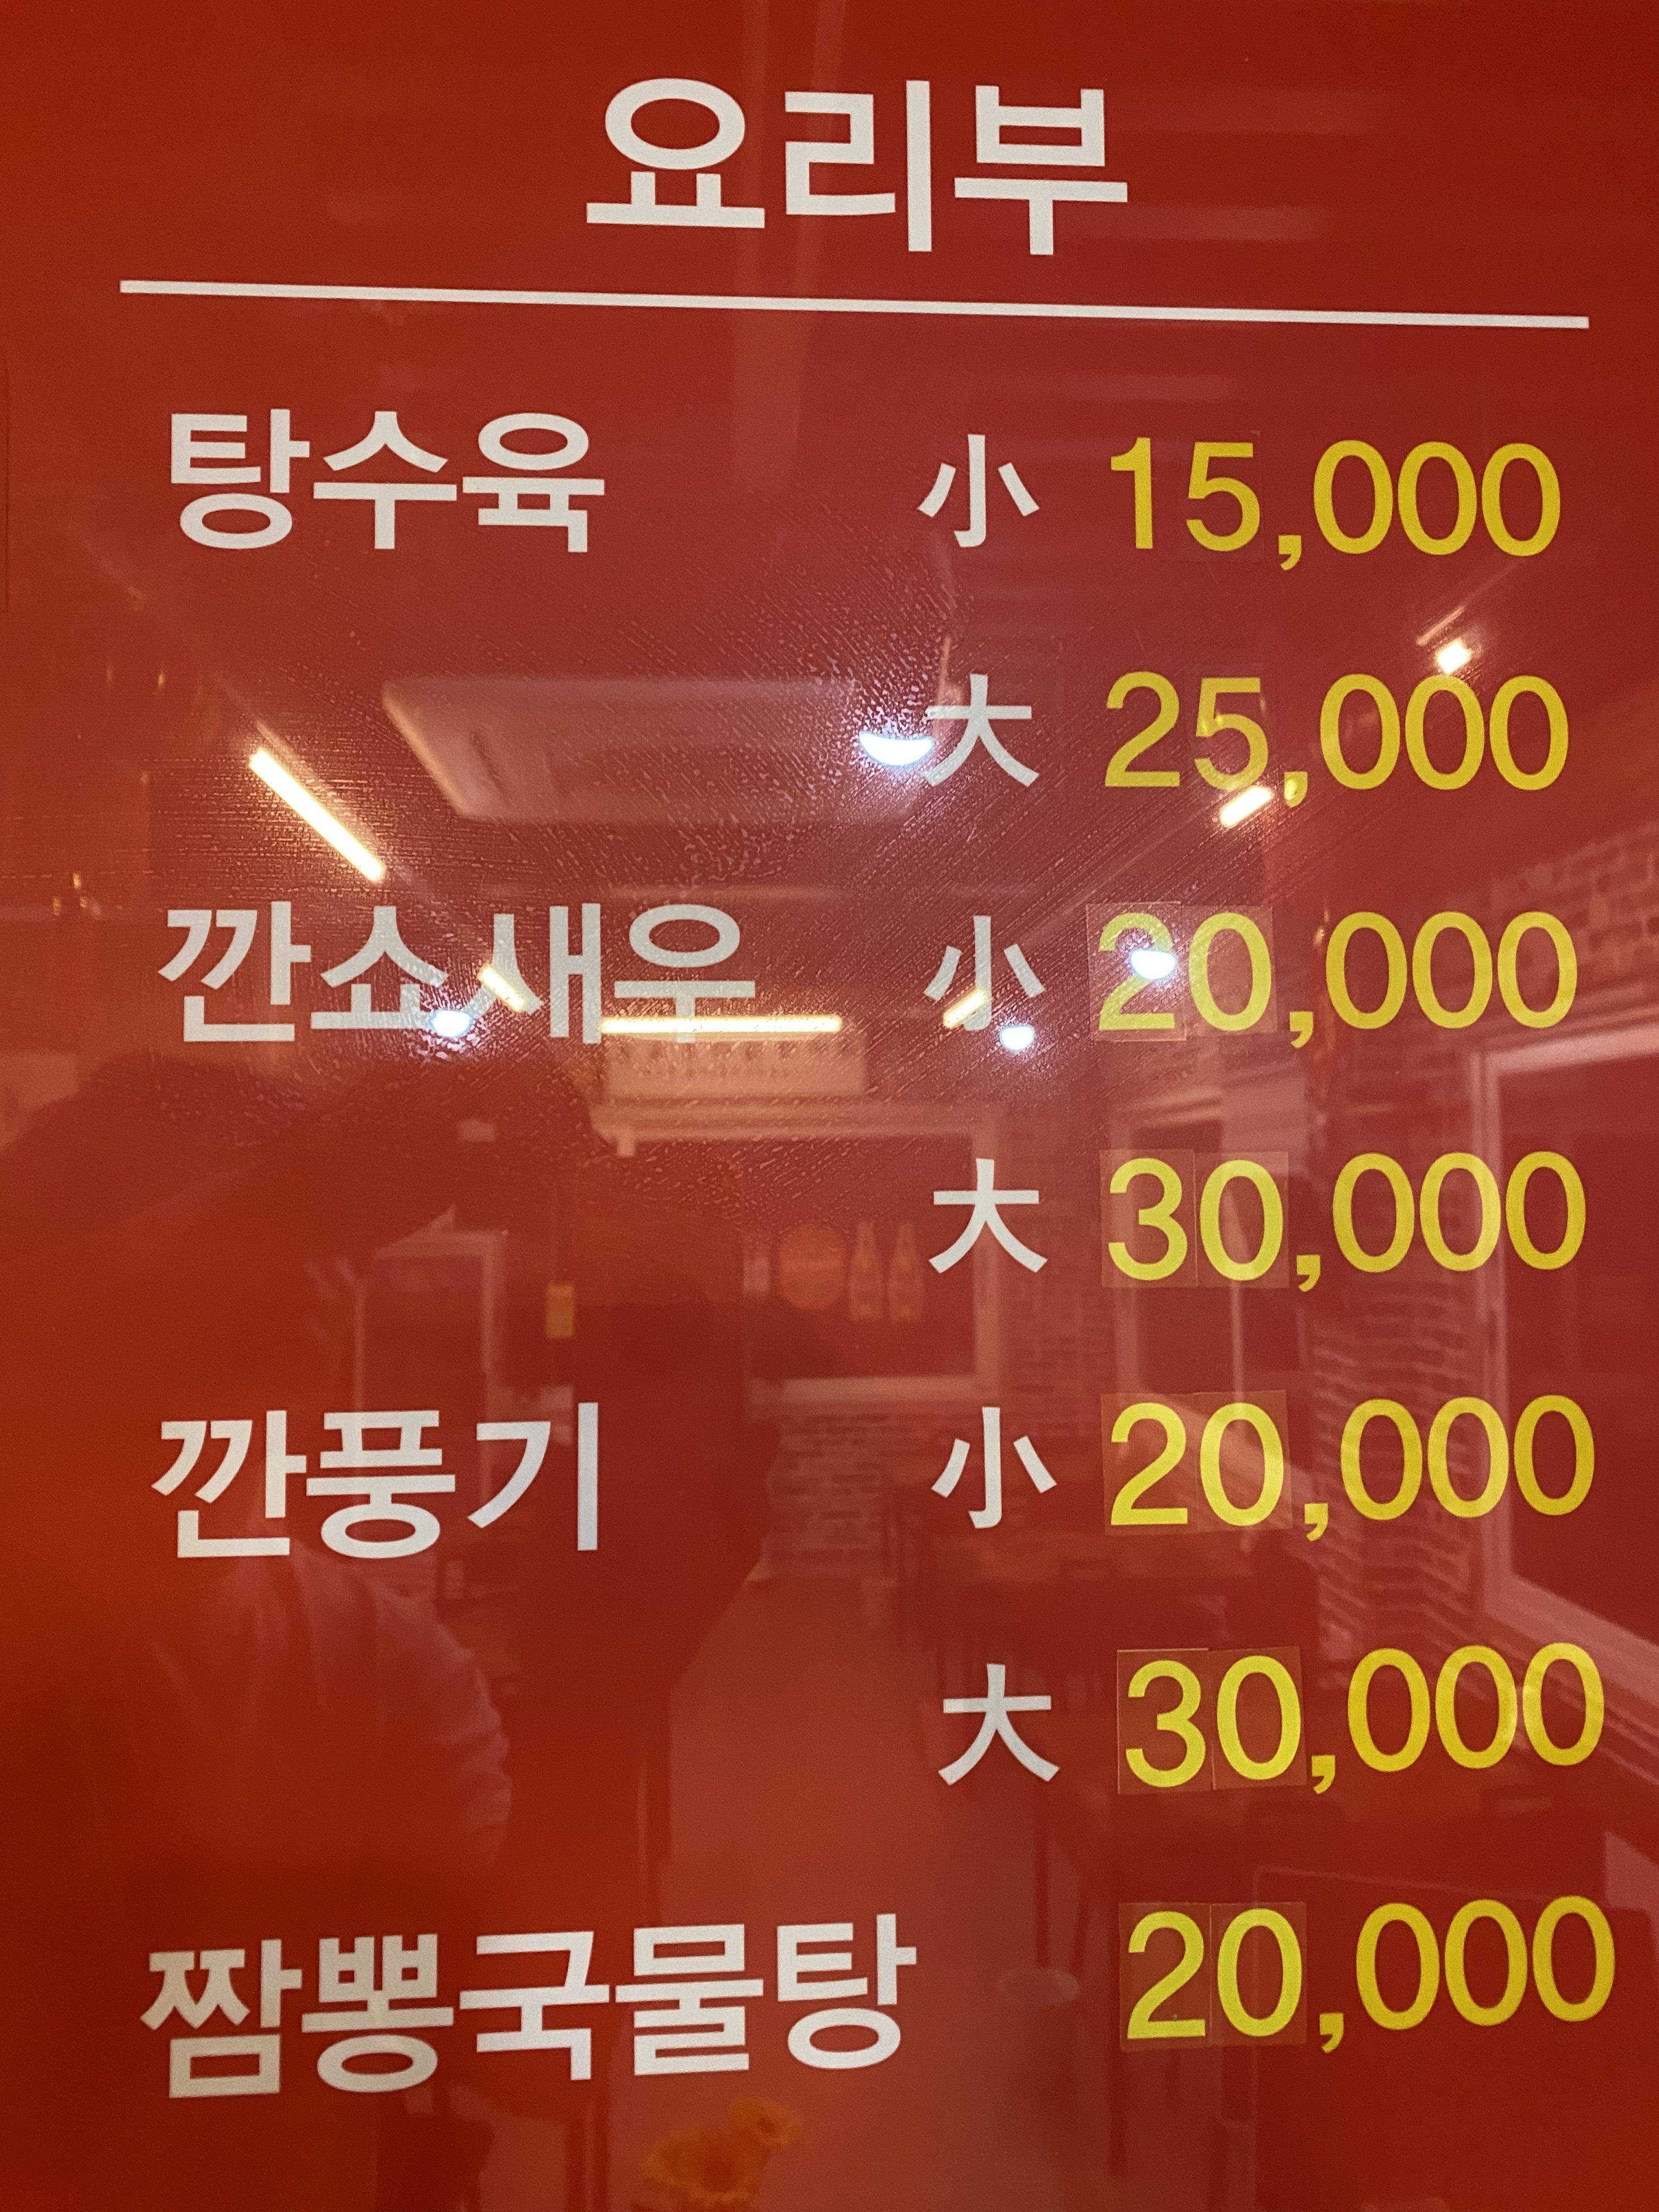 요리부
탕수육 小 15,000
大 25,000
깐쇼새우 小 20,000
大 30,000
깐풍기 小 20,000
大 30,000
짬뽕국물탕 20,000